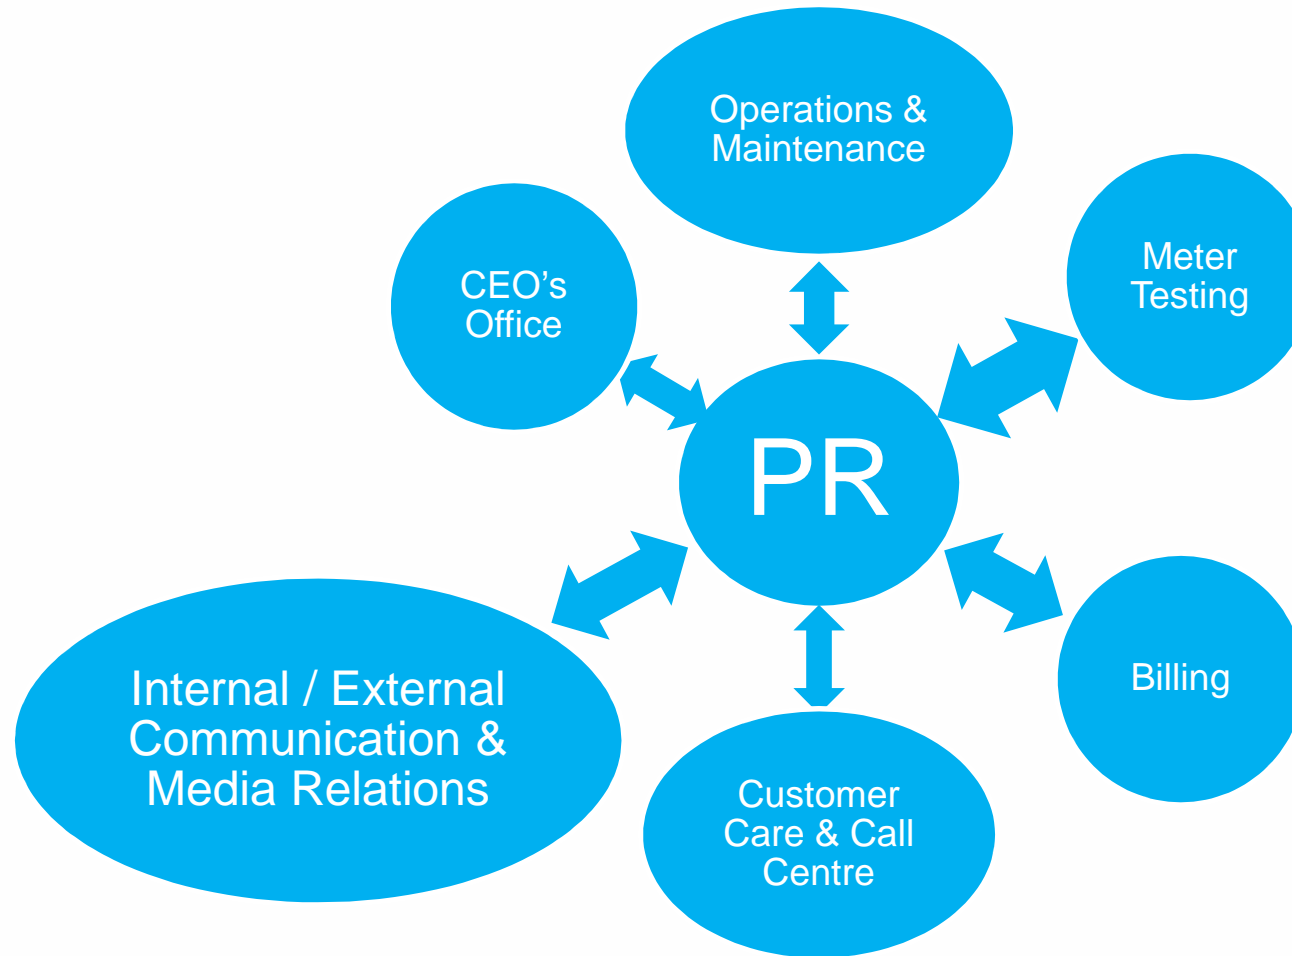 Operations &
Maintenance
Meter
Testing
CEO’s
Office
PR
Internal / External
Communication &
Media Relations
Billing
Customer
Care & Call
Centre